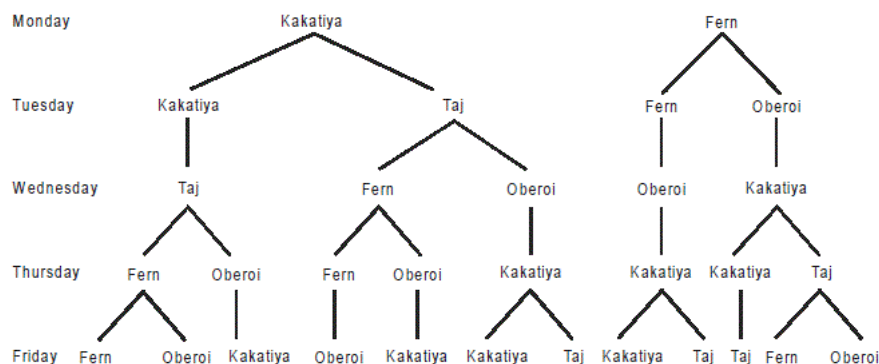 Monday Kakatiya Fern
Tuesday Kakatiya Taj Fern Oberoi
Wednesday Taj Fern Oberoi Oberoi Kakatiya
Thursday Fern Oberoi Fern Oberoi Kakatiya Kakatiya Kakatiya Taj
Friday Fern Oberoi Kakatiya Oberoi Kakatiya Kakatiya Taj Kakatiya Taj Taj Fern Oberoi